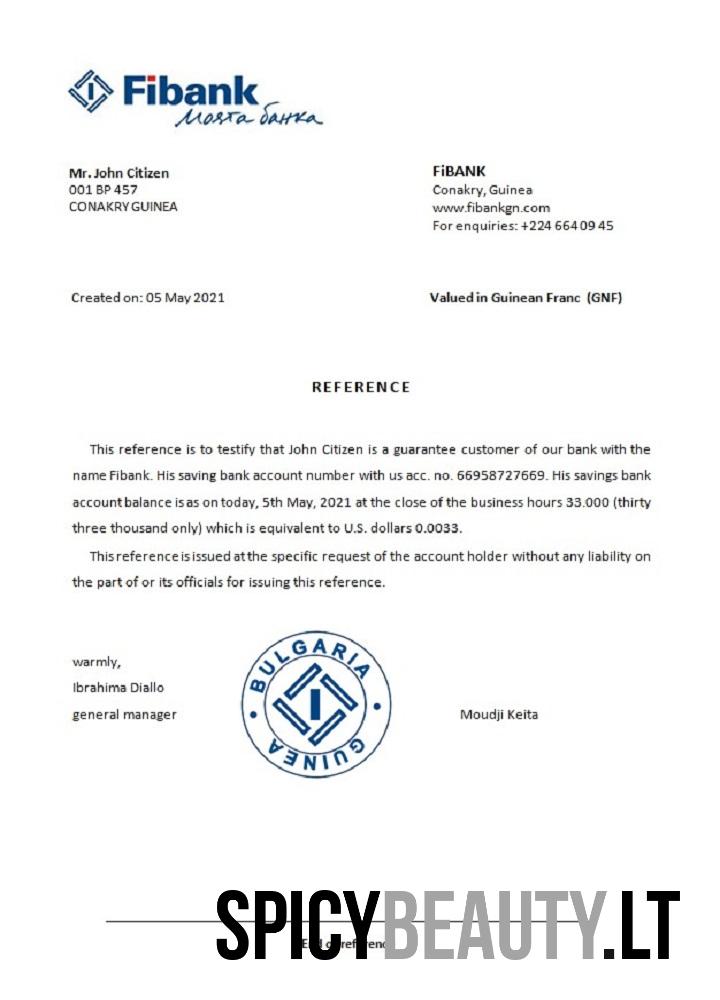 Fibank
Моята банка
Mr. John Citizen
001 BP 457
CONAKRY GUINEA
FiBANK
Conakry, Guinea
www.fibankgn.com
For enquiries: +224 664 09 45
Created on: 05 May 2021
Valued in Guinean Franc (GNF)
REFERENCE
This reference is to testify that John Citizen is a guarantee customer of our bank with the
name Fibank. His saving bank account number with us acc. no. 66958727669. His savings bank
account balance is as on today, 5th May, 2021 at the close of the business hours 33.000 (thirty
three thousand only) which is equivalent to U.S. dollars 0.0033.
This reference is issued at the specific request of the account holder without any liability on
the part of or its officials for issuing this reference.
warmly,
Ibrahima Diallo
general manager
BULGARIA
GUINEA
Moudji Keita
End of reference
SPICYBEAUTY.LT